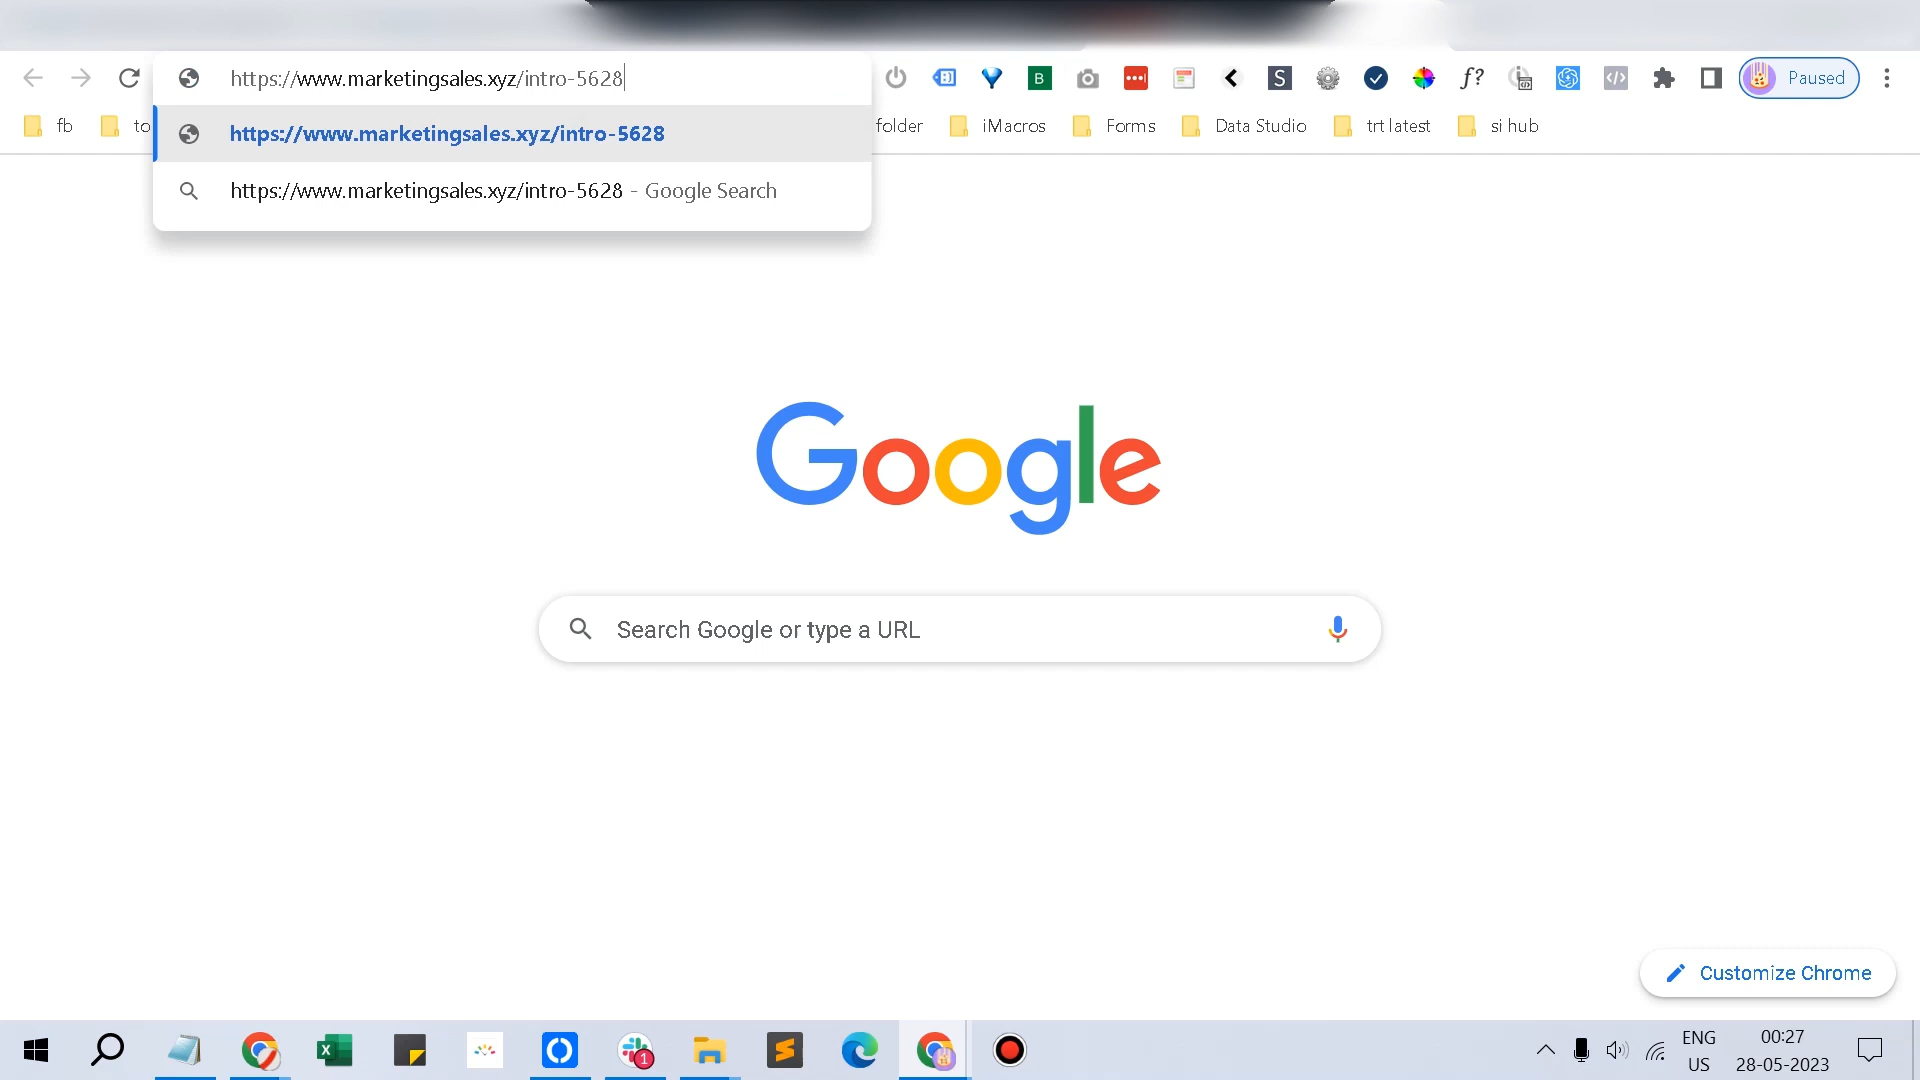 https://www.marketingsales.xyz/intro-5628
Paused
https://www.marketingsales.xyz/intro-5628
https://www.marketingsales.xyz/intro-5628 - Google Search
fb
to
folder
iMacros
Forms
Data Studio
trt latest
si hub
Google
Search Google or type a URL
Customize Chrome
1
ENG
US
00:27
28-05-2023
B
S
f?